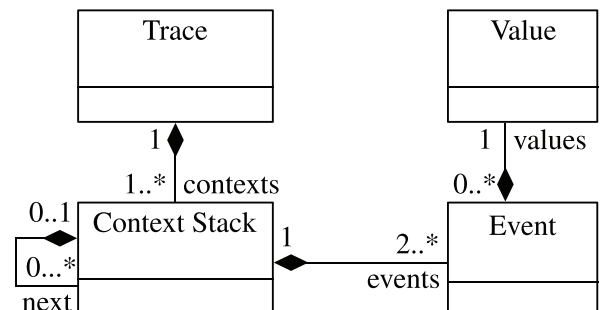 Trace
Value
1
1
values
1..*
contexts
0..*
0..1
Context Stack
1
Event
2..*
0...*
events
next